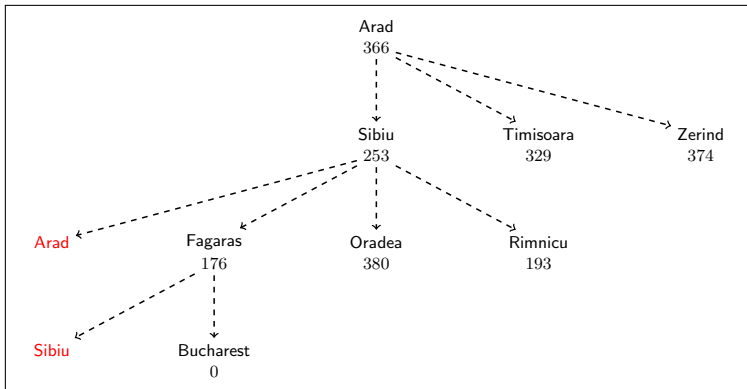 Arad
366
Sibiu
253
Timisoara
329
Zerind
374
Arad
Fagaras
176
Oradea
380
Rimnicu
193
Sibiu
Bucharest
0